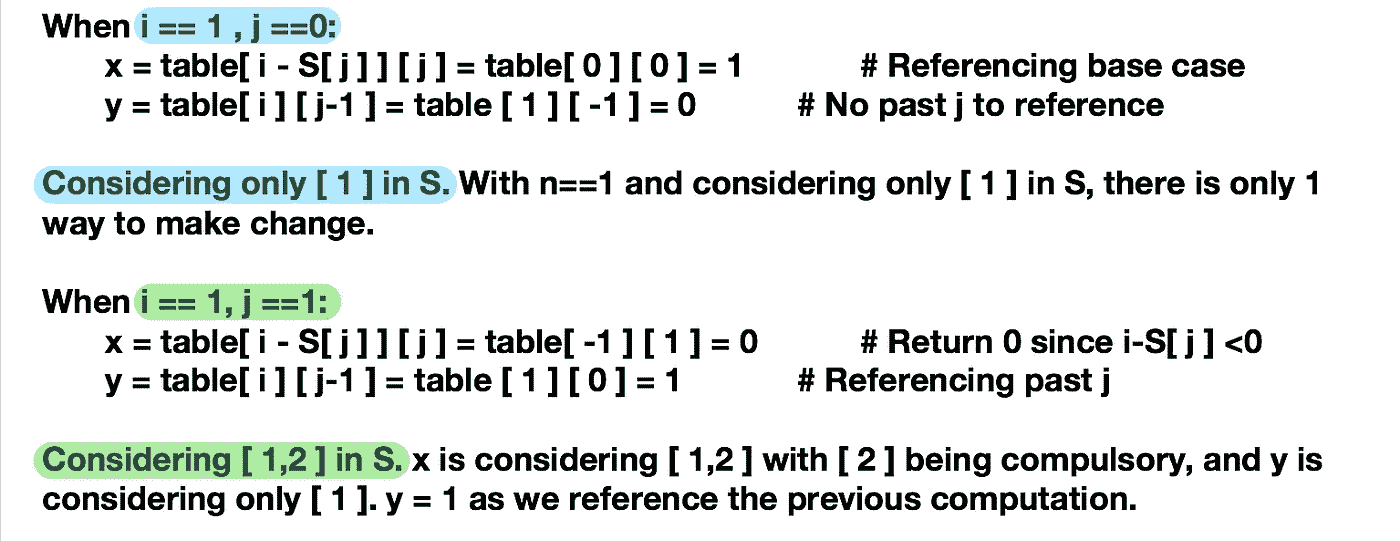 When i == 1 , j ==0:
x = table[ i - S[ j ] ] [ j ] = table[ 0 ] [ 0 ] = 1 # Referencing base case
y = table[ i ] [ j-1 ] = table [ 1 ] [ -1 ] = 0 # No past j to reference
Considering only [ 1 ] in S. With n==1 and considering only [ 1 ] in S, there is only 1
way to make change.
When i == 1, j ==1:
x = table[ i - S[ j ] ] [ j ] = table[ -1 ] [ 1 ] = 0 # Return 0 since i-S[ j ] <0
y = table[ i ] [ j-1 ] = table [ 1 ] [ 0 ] = 1 # Referencing past j
Considering [ 1,2 ] in S. x is considering [ 1,2 ] with [ 2 ] being compulsory, and y is
considering only [ 1 ]. y = 1 as we reference the previous computation.